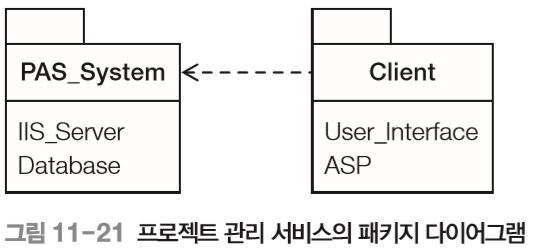 PAS_System
Client
IIS_Server
Database
User_Interface
ASP
그림 11-21 프로젝트 관리 서비스의 패키지 다이어그램